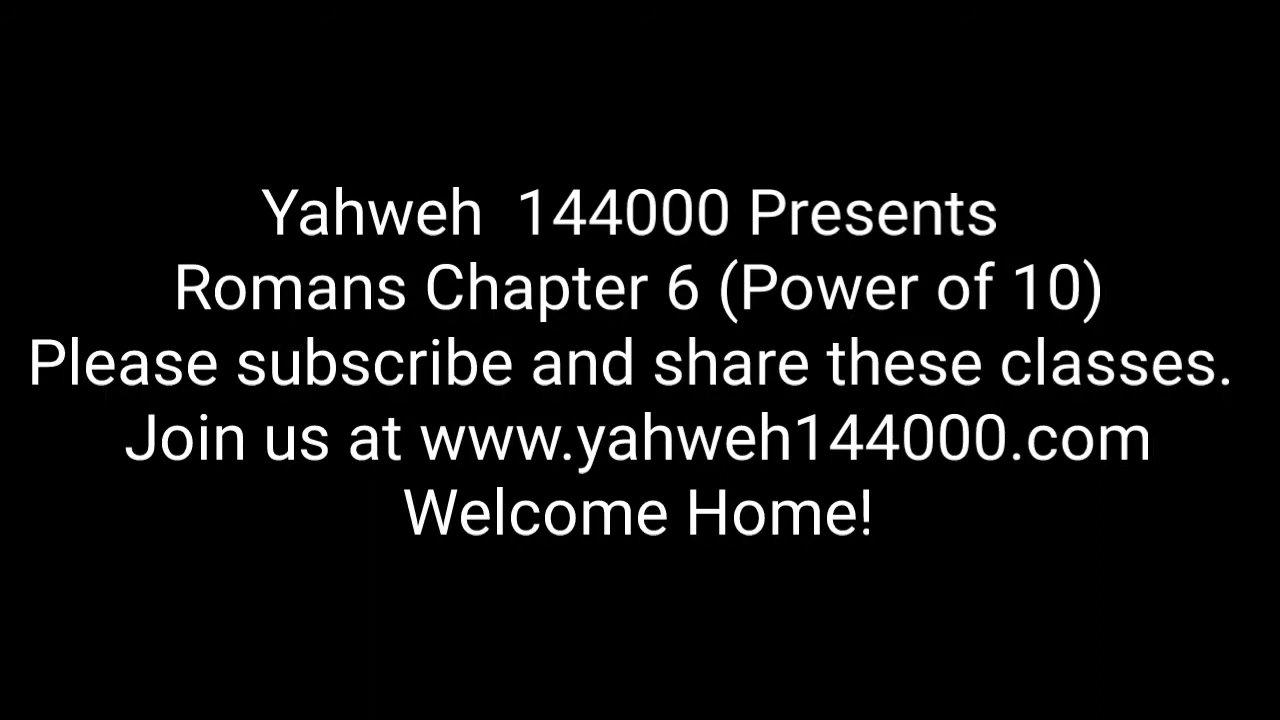 Yahweh  144000 Presents
Romans Chapter 6 (Power of 10)
Please subscribe and share these classes.
Join us at www.yahweh144000.com
Welcome Home!